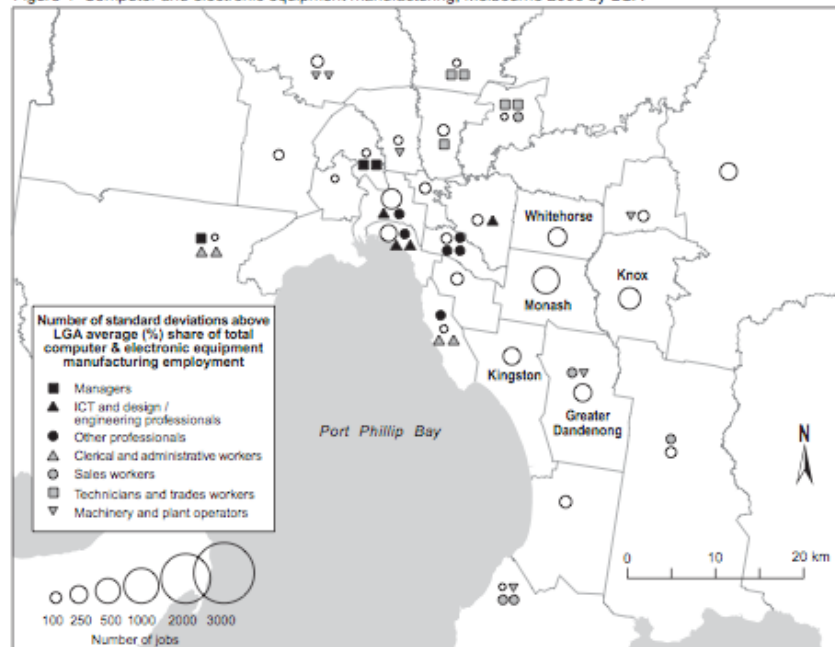 Whitehorse
Knox
Monash
Number of standard deviations above
LGA average (%) share of total
computer & electronic equipment
manufacturing employment
Managers
ICT and design /
engineering professionals
Other professionals
Clerical and administrative workers
Sales workers
Technicians and trades workers
Machinery and plant operators
Kingston
Greater
Dandenong
Port Phillip Bay
N
0 10 20 km
100 250 500 1000 2000 3000
Number of jobs